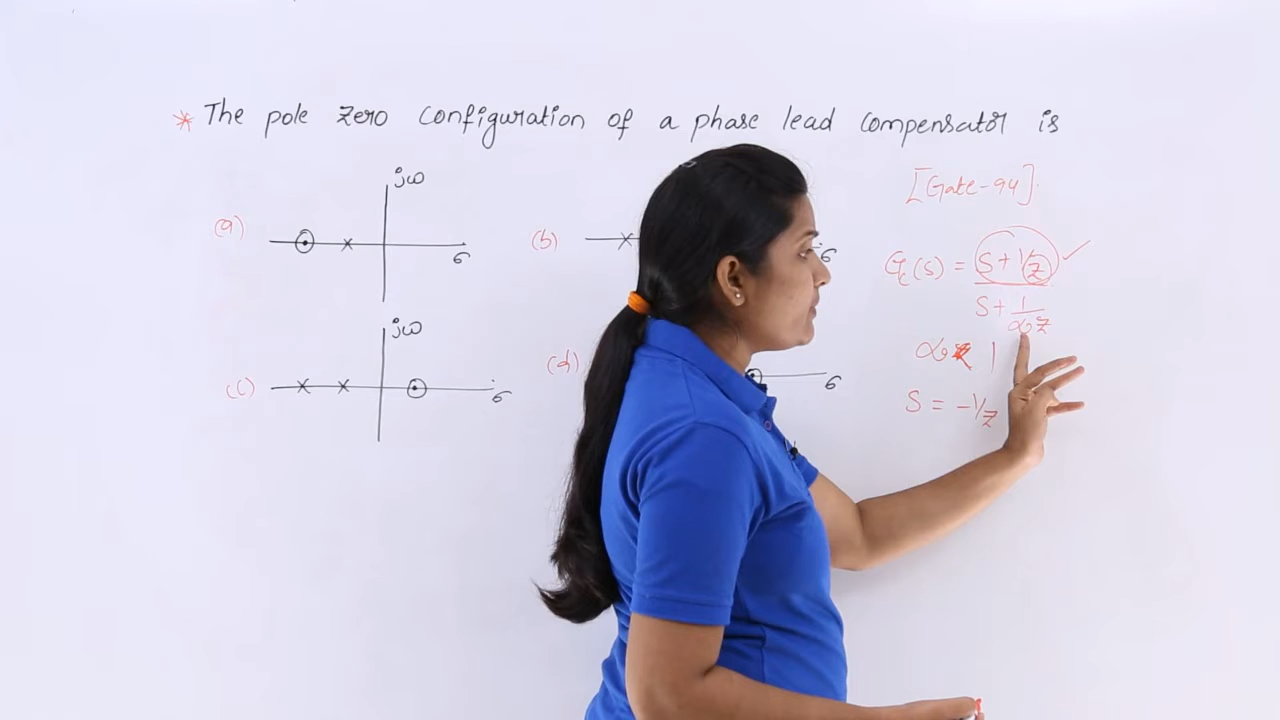 * The pole zero configuration of a phase lead compensator is
[Gate-94].
(a)
jω
σ
(b)
σ
Gc(s) = S+1/z ✓
S+1/αz
α < 1
S = -1/z
(c)
jω
σ
(d)
σ